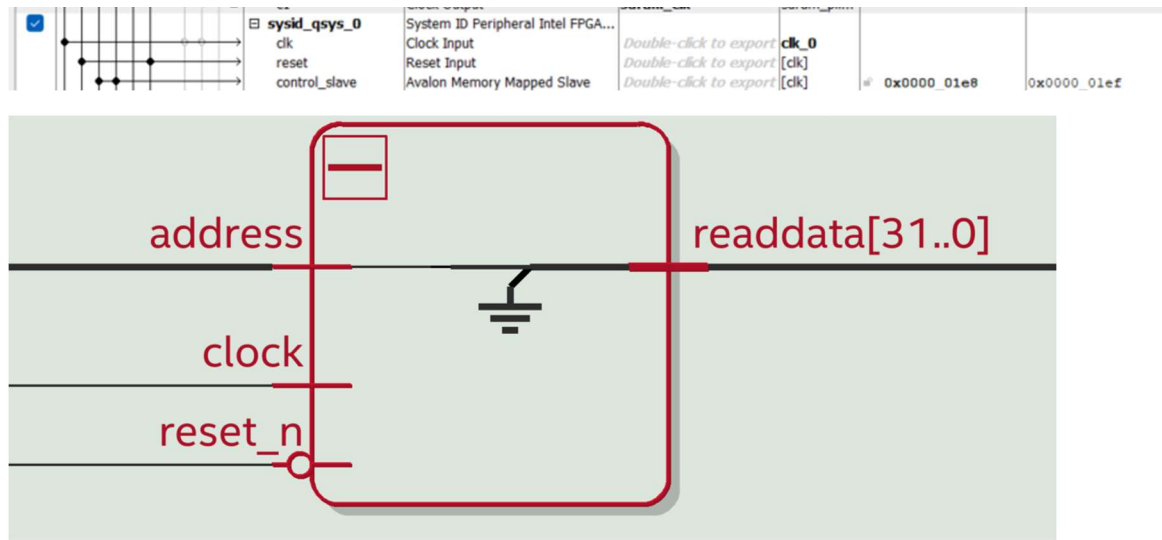 sysid_qsys_0 System ID Peripheral Intel FPGA...
clk Clock Input Double-click to export clk_0
reset Reset Input Double-click to export [clk]
control_slave Avalon Memory Mapped Slave Double-click to export [clk] 0x0000_01e8 0x0000_01ef
address
readdata[31..0]
clock
reset_n